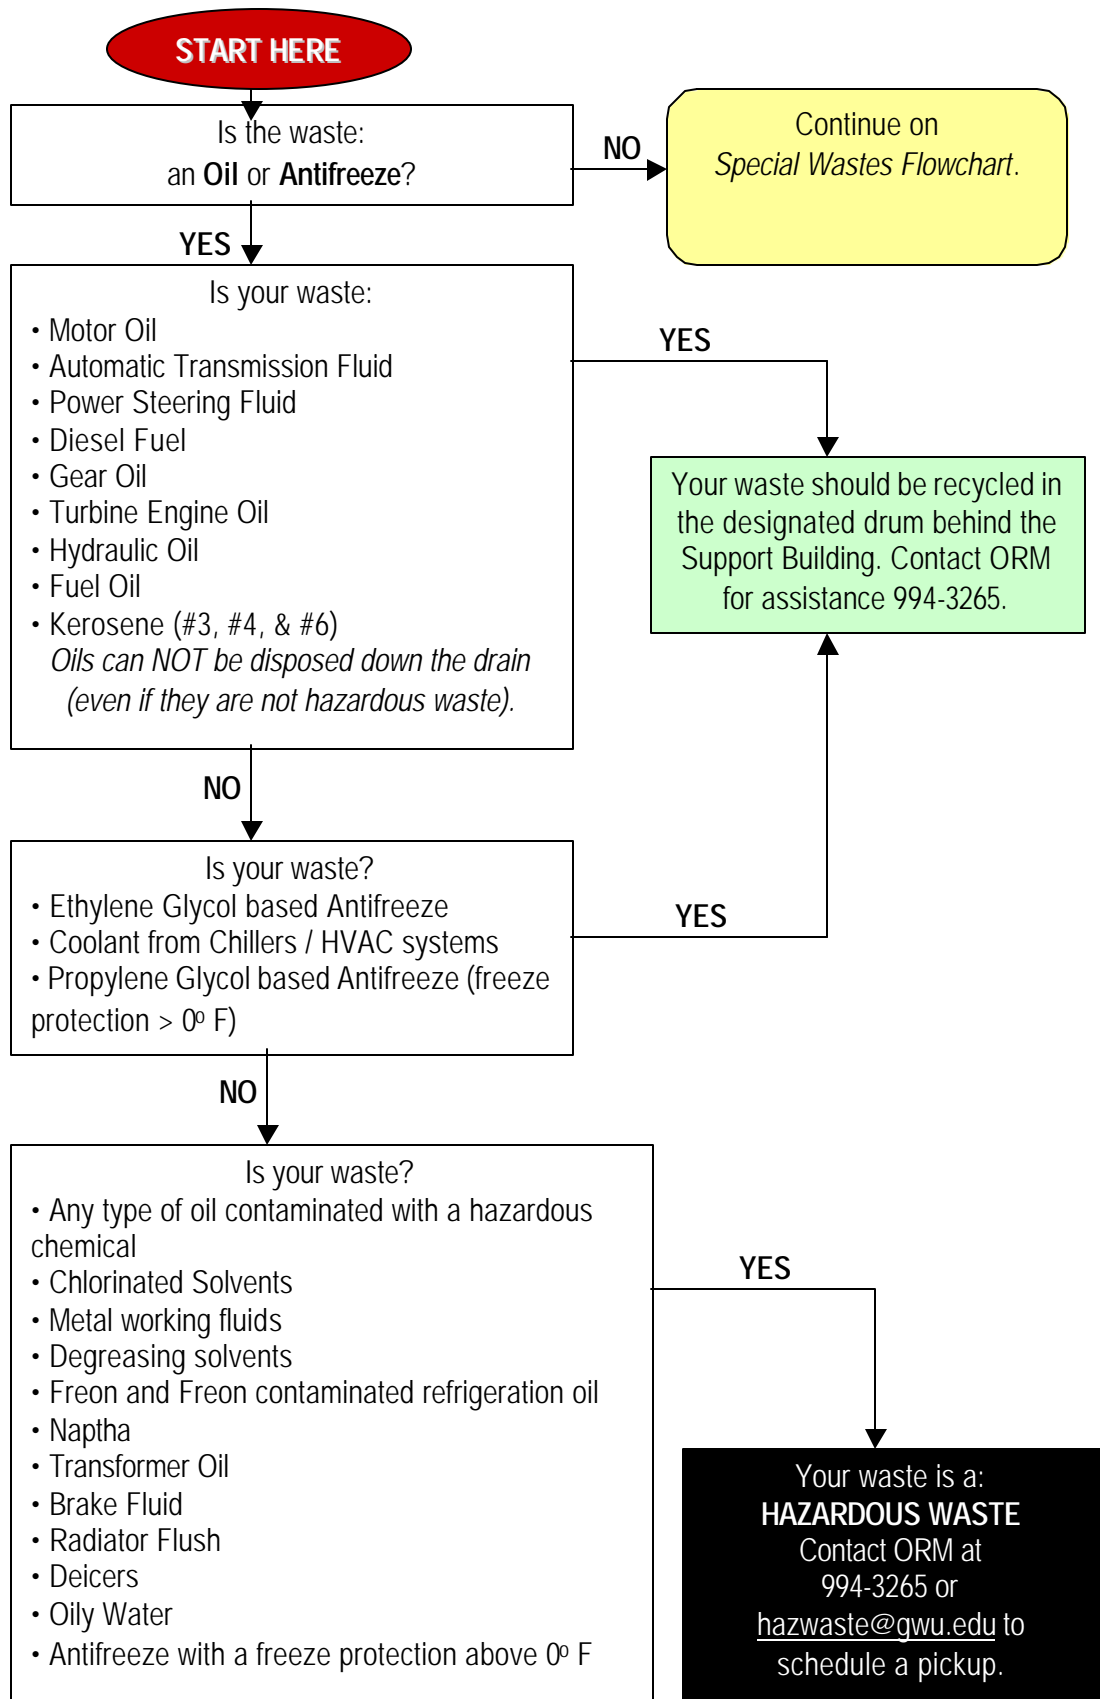 START HERE
Is the waste:
an Oil or Antifreeze?
NO
Continue on
Special Wastes Flowchart.
YES
Is your waste:
• Motor Oil
• Automatic Transmission Fluid
• Power Steering Fluid
• Diesel Fuel
• Gear Oil
• Turbine Engine Oil
• Hydraulic Oil
• Fuel Oil
• Kerosene (#3, #4, & #6)
Oils can NOT be disposed down the drain
(even if they are not hazardous waste).
YES
Your waste should be recycled in
the designated drum behind the
Support Building. Contact ORM
for assistance 994-3265.
NO
Is your waste?
• Ethylene Glycol based Antifreeze
• Coolant from Chillers / HVAC systems
• Propylene Glycol based Antifreeze (freeze
protection > 0º F)
YES
NO
Is your waste?
• Any type of oil contaminated with a hazardous
chemical
• Chlorinated Solvents
• Metal working fluids
• Degreasing solvents
• Freon and Freon contaminated refrigeration oil
• Naptha
• Transformer Oil
• Brake Fluid
• Radiator Flush
• Deicers
• Oily Water
• Antifreeze with a freeze protection above 0º F
YES
Your waste is a:
HAZARDOUS WASTE
Contact ORM at
994-3265 or
hazwaste@gwu.edu to
schedule a pickup.